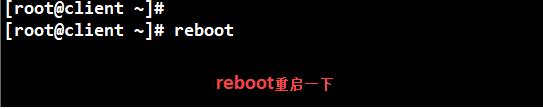 [root@client ~]#
[root@client ~]# reboot
reboot重启一下